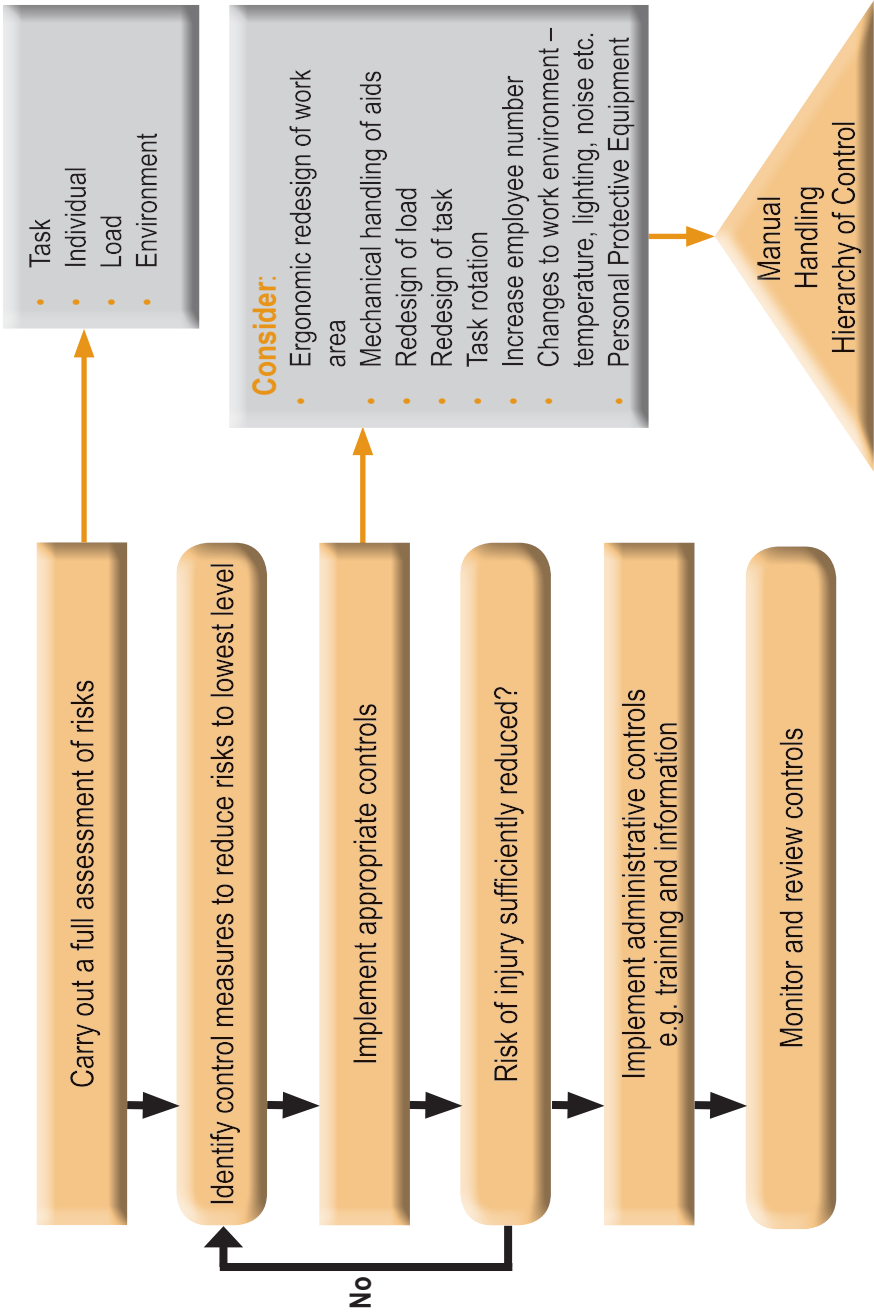 Carry out a full assessment of risks
• Task
• Individual
• Load
• Environment
Identify control measures to reduce risks to lowest level
Implement appropriate controls
Consider:
• Ergonomic redesign of work
area
• Mechanical handling of aids
• Redesign of load
• Redesign of task
• Task rotation
• Increase employee number
• Changes to work environment –
temperature, lighting, noise etc.
• Personal Protective Equipment
Risk of injury sufficiently reduced?
No
Implement administrative controls
e.g. training and information
Monitor and review controls
Manual
Handling
Hierarchy of Control